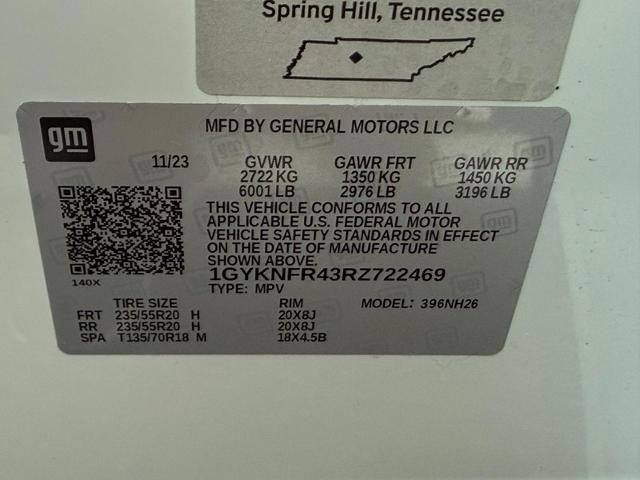 Spring Hill, Tennessee
gm
MFD BY GENERAL MOTORS LLC
11/23 GVWR GAWR FRT GAWR RR
2722 KG 1350 KG 1450 KG
6001 LB 2976 LB 3196 LB
THIS VEHICLE CONFORMS TO ALL
APPLICABLE U.S. FEDERAL MOTOR
VEHICLE SAFETY STANDARDS IN EFFECT
ON THE DATE OF MANUFACTURE
SHOWN ABOVE.
1GYKNFR43RZ722469
140X
TYPE: MPV
TIRE SIZE RIM MODEL: 396NH26
FRT 235/55R20 H 20X8J
RR 235/55R20 H 20X8J
SPA T135/70R18 M 18X4.5B